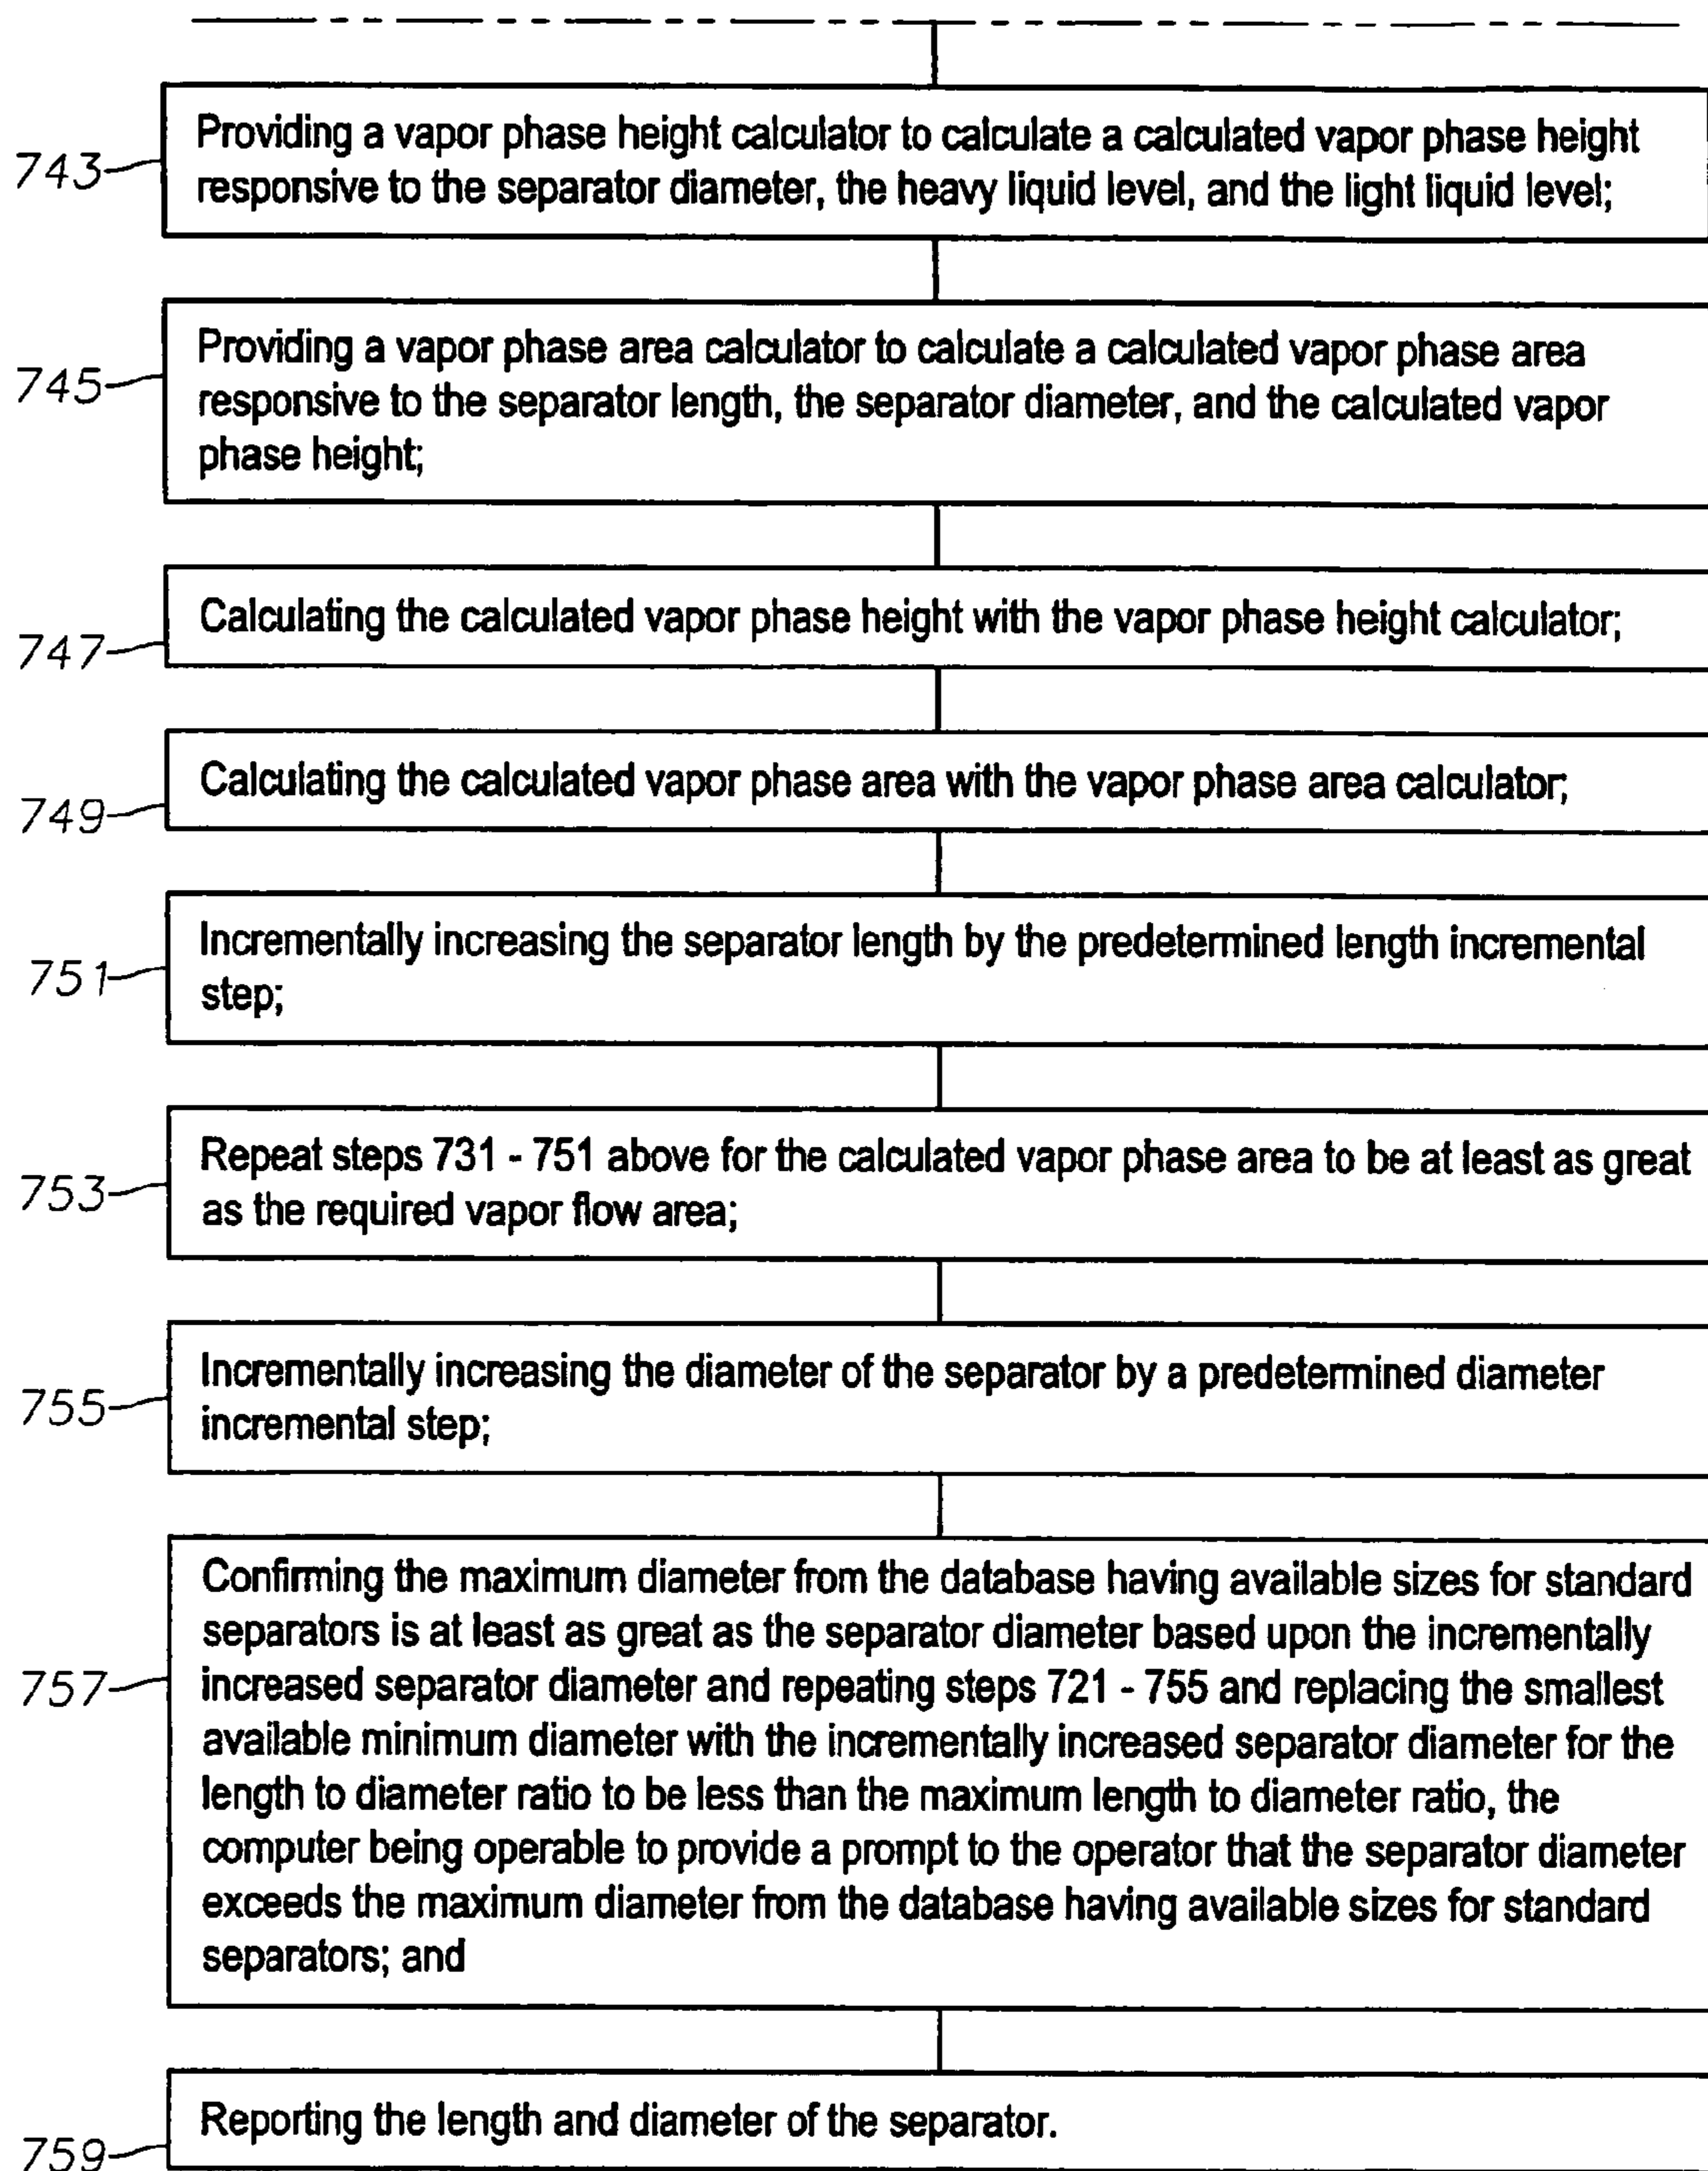 743
Providing a vapor phase height calculator to calculate a calculated vapor phase height
responsive to the separator diameter, the heavy liquid level, and the light liquid level;
745
Providing a vapor phase area calculator to calculate a calculated vapor phase area
responsive to the separator length, the separator diameter, and the calculated vapor
phase height;
747
Calculating the calculated vapor phase height with the vapor phase height calculator;
749
Calculating the calculated vapor phase area with the vapor phase area calculator;
751
Incrementally increasing the separator length by the predetermined length incremental
step;
753
Repeat steps 731 - 751 above for the calculated vapor phase area to be at least as great
as the required vapor flow area;
755
Incrementally increasing the diameter of the separator by a predetermined diameter
incremental step;
757
Confirming the maximum diameter from the database having available sizes for standard
separators is at least as great as the separator diameter based upon the incrementally
increased separator diameter and repeating steps 721 - 755 and replacing the smallest
available minimum diameter with the incrementally increased separator diameter for the
length to diameter ratio to be less than the maximum length to diameter ratio, the
computer being operable to provide a prompt to the operator that the separator diameter
exceeds the maximum diameter from the database having available sizes for standard
separators; and
759
Reporting the length and diameter of the separator.